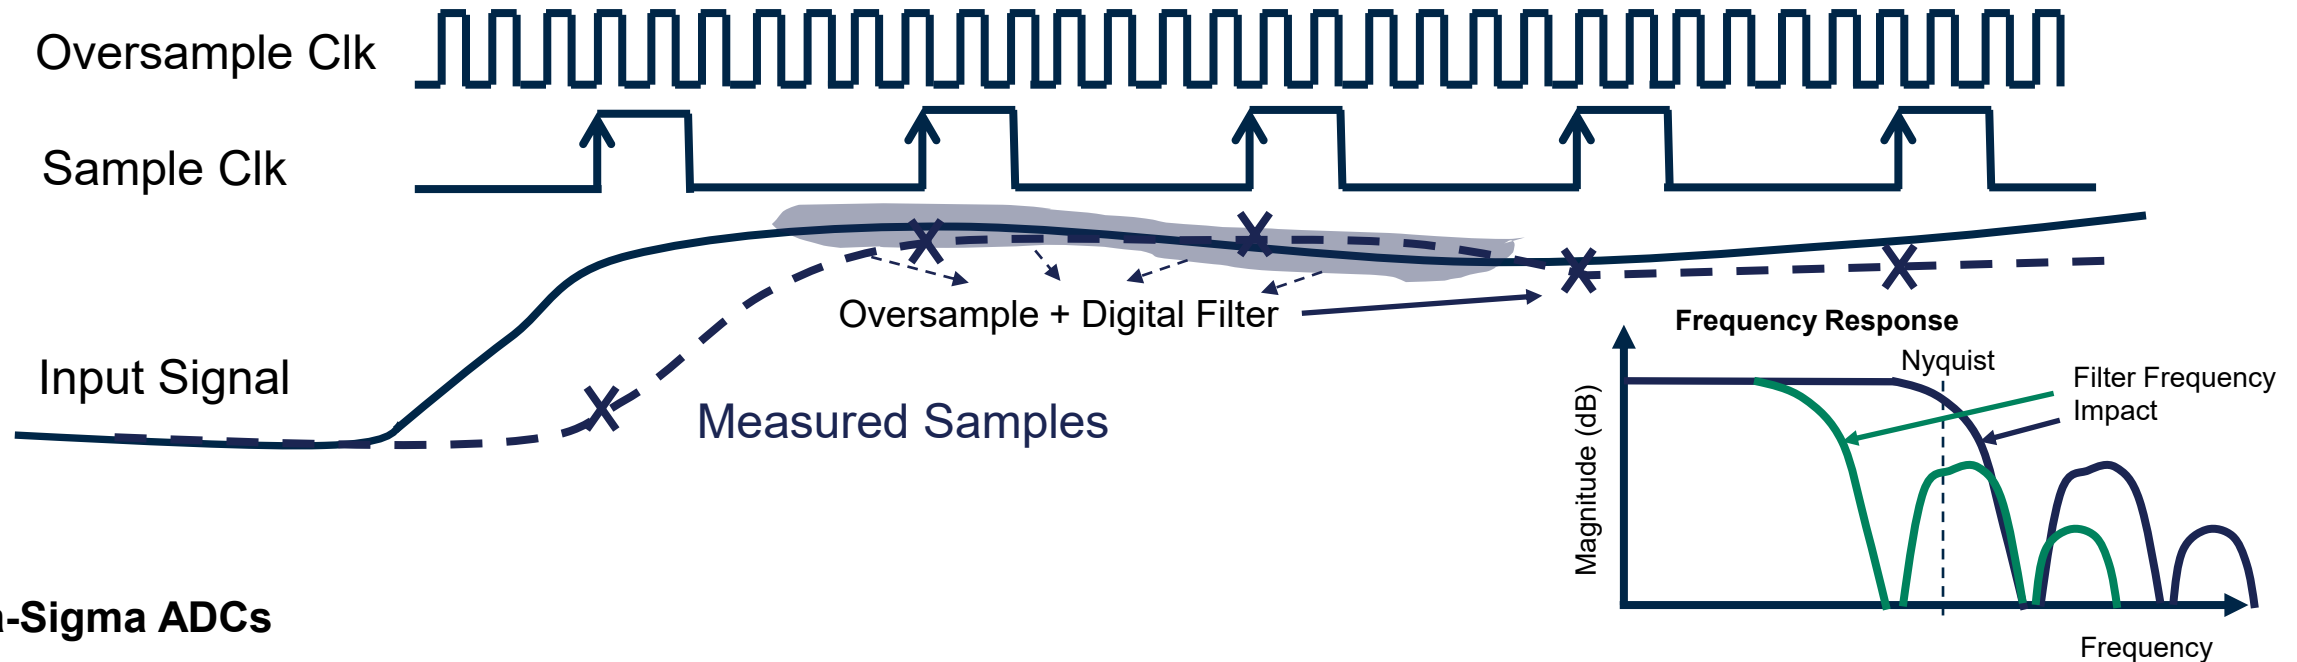 Oversample Clk
Sample Clk
Oversample + Digital Filter
Input Signal
Measured Samples
Frequency Response
Nyquist
Filter Frequency
Impact
Magnitude (dB)
Frequency
-Sigma ADCs